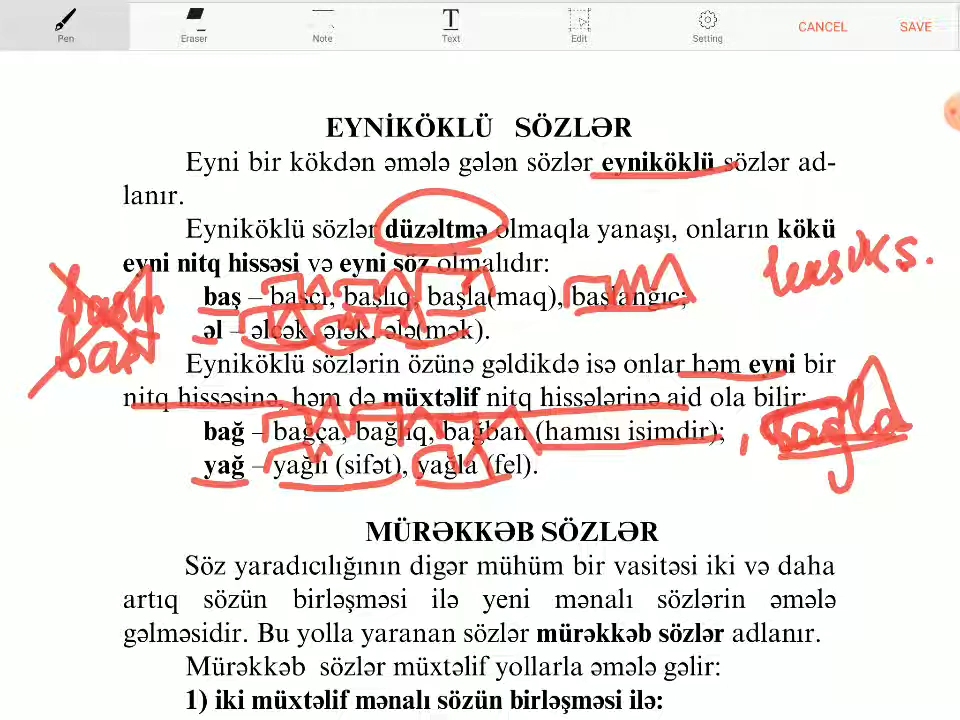 Pen Eraser Note Text Edit Setting CANCEL SAVE
EYNİKÖKLÜ SÖZLƏR
Eyni bir kökdən əmələ gələn sözlər eyniköklü sözlər ad-
lanır.
Eyniköklü sözlər düzəltmə olmaqla yanaşı, onların kökü
eyni nitq hissəsi və eyni söz olmalıdır:
baş – başçı, başlıq, başla(maq), başlanğıc;
əl – əlcək, ələk, ələ(mək).
Eyniköklü sözlərin özünə gəldikdə isə onlar həm eyni bir
nitq hissəsinə, həm də müxtəlif nitq hissələrinə aid ola bilir:
bağ – bağça, bağlıq, bağban (hamısı isimdir);
yağ – yağlı (sifət), yağla (fel).
MÜRƏKKƏB SÖZLƏR
Söz yaradıcılığının digər mühüm bir vasitəsi iki və daha
artıq sözün birləşməsi ilə yeni mənalı sözlərin əmələ
gəlməsidir. Bu yolla yaranan sözlər mürəkkəb sözlər adlanır.
Mürəkkəb sözlər müxtəlif yollarla əmələ gəlir:
1) iki müxtəlif mənalı sözün birləşməsi ilə: